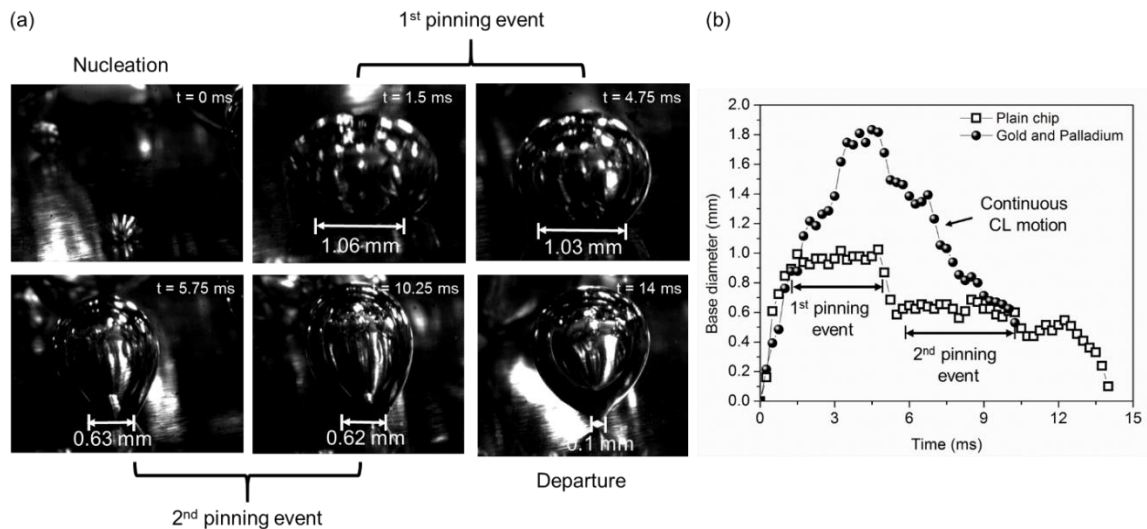 (a)
1st pinning event
Nucleation
t = 0 ms
t = 1.5 ms
t = 4.75 ms
1.06 mm
1.03 mm
t = 5.75 ms
t = 10.25 ms
t = 14 ms
0.63 mm
0.62 mm
0.1 mm
Departure
2nd pinning event
(b)
Base diameter (mm)
2.0
1.8
1.6
1.4
1.2
1.0
0.8
0.6
0.4
0.2
0.0
Plain chip
Gold and Palladium
Continuous
CL motion
1st pinning
event
2nd pinning
event
0
3
6
9
12
15
Time (ms)